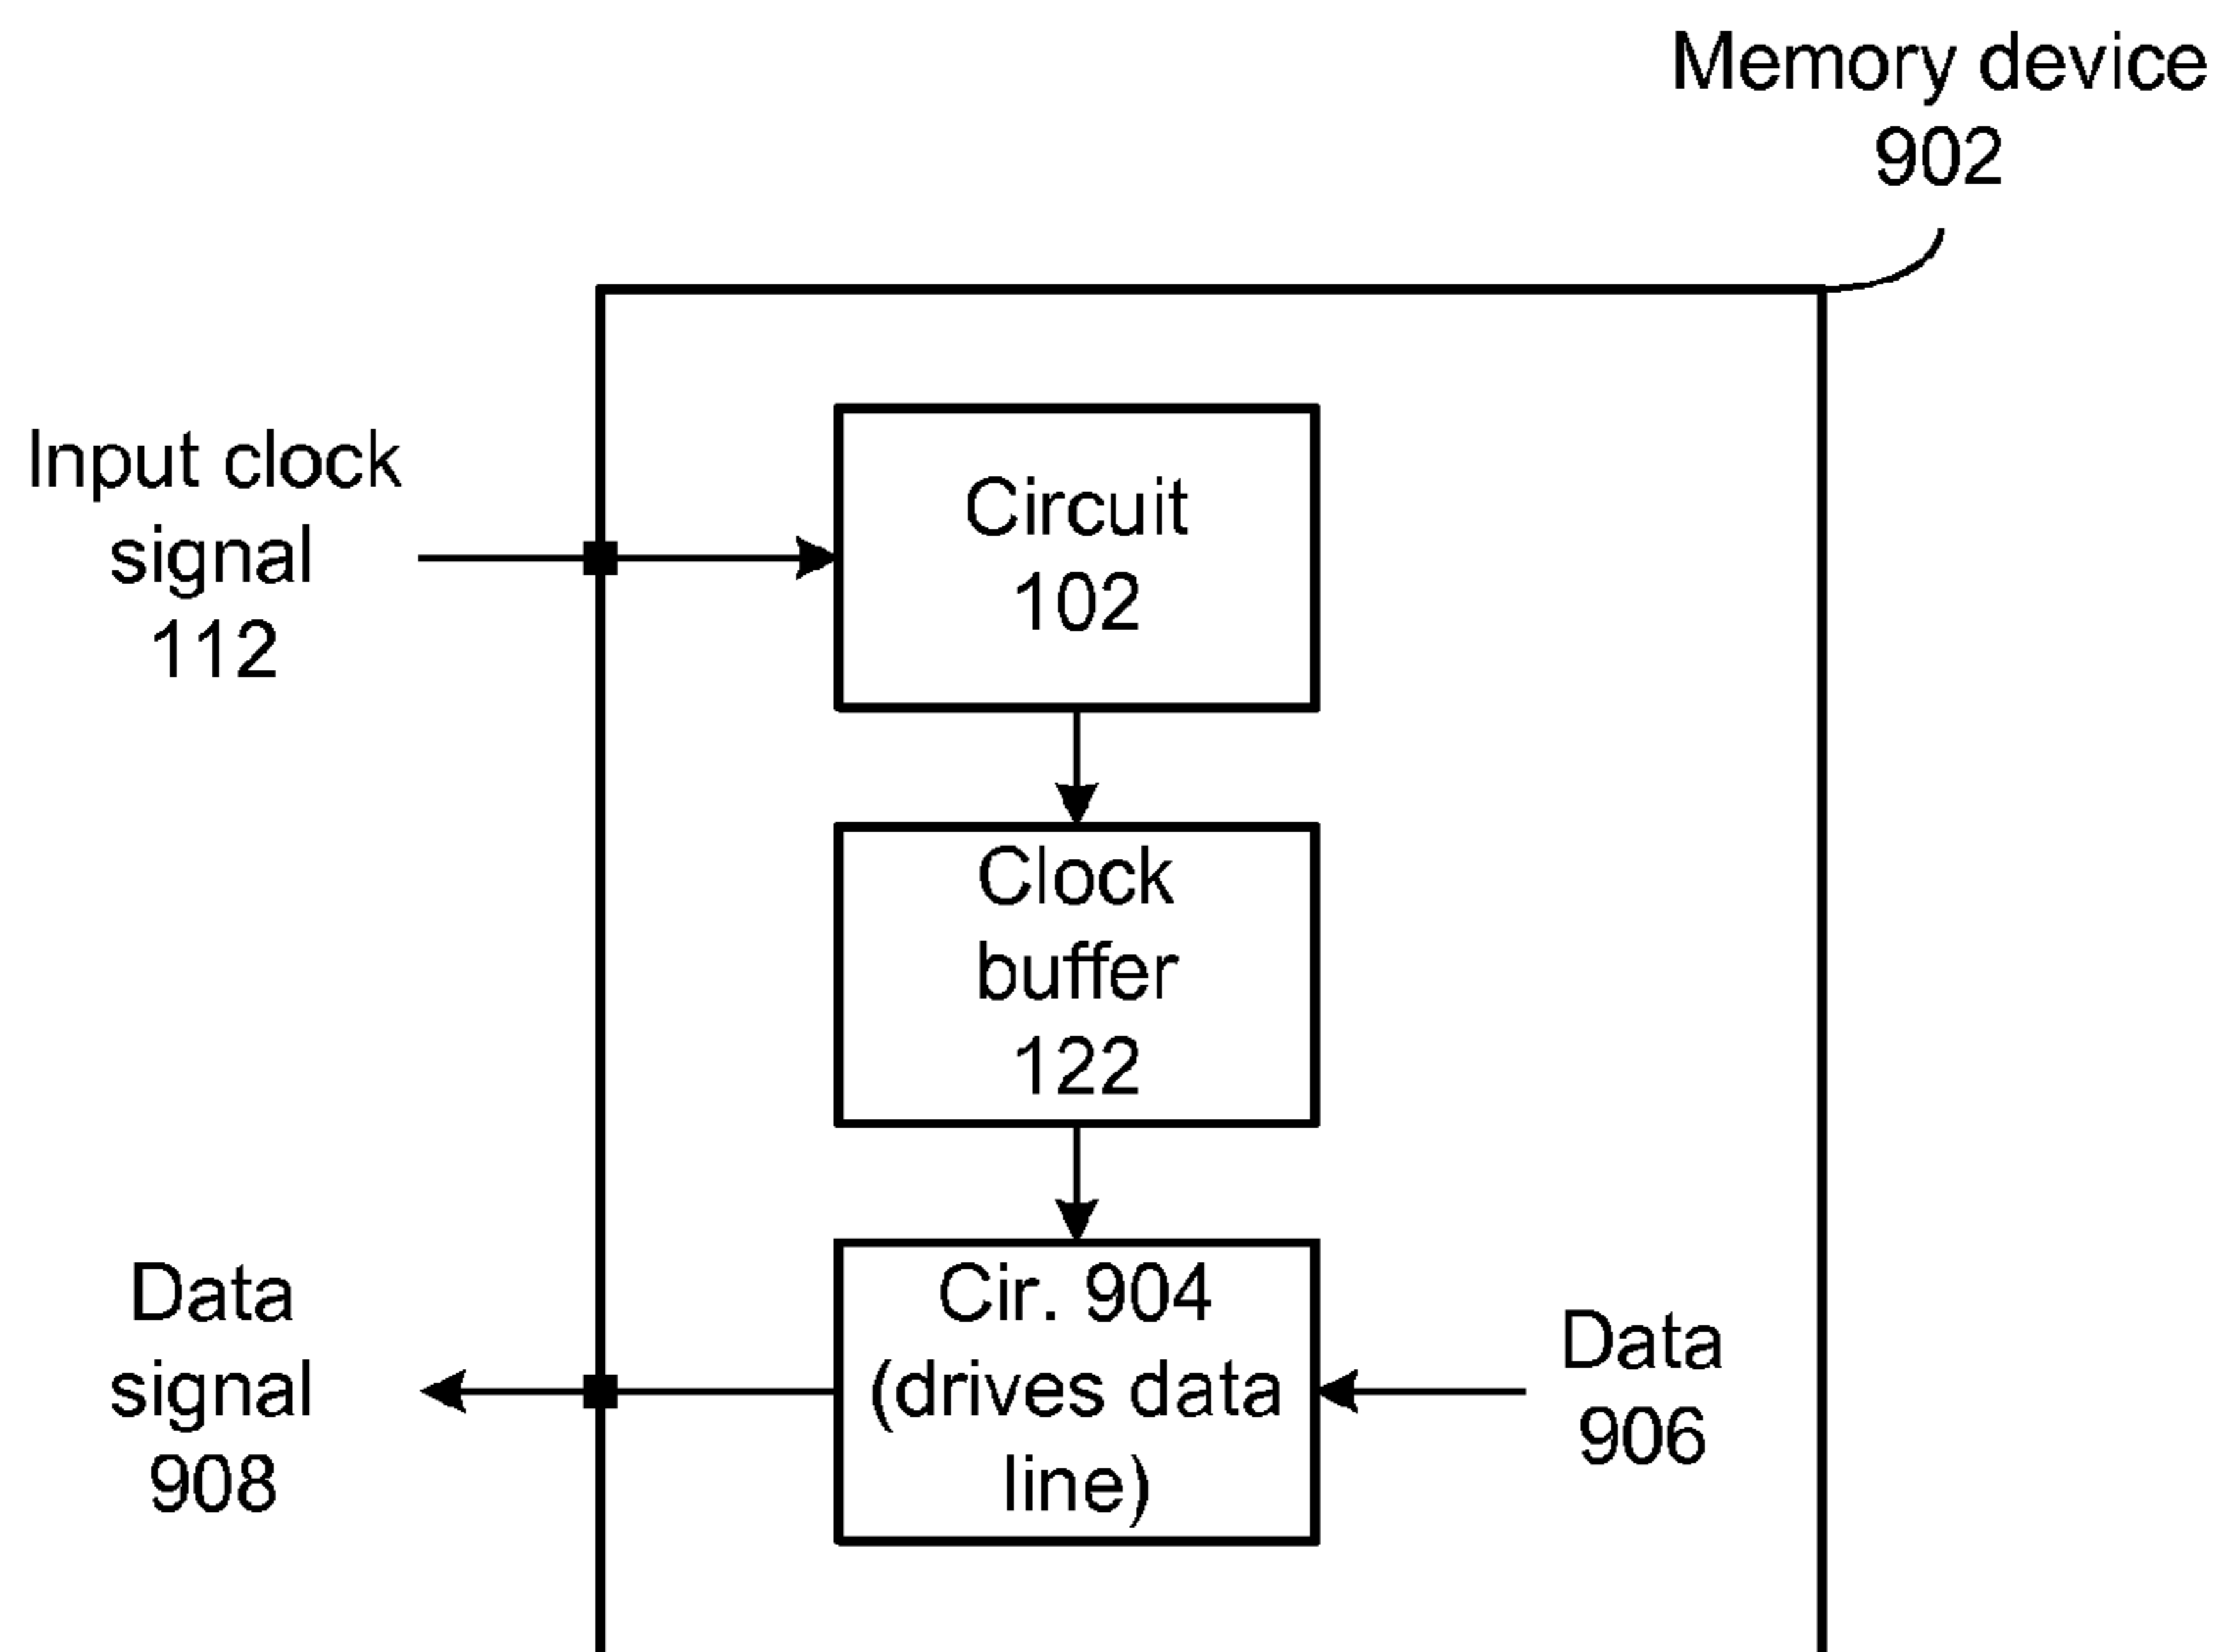 Memory device
902
Input clock
signal
112
Circuit
102
Clock
buffer
122
Data
signal
908
Cir. 904
(drives data
line)
Data
906